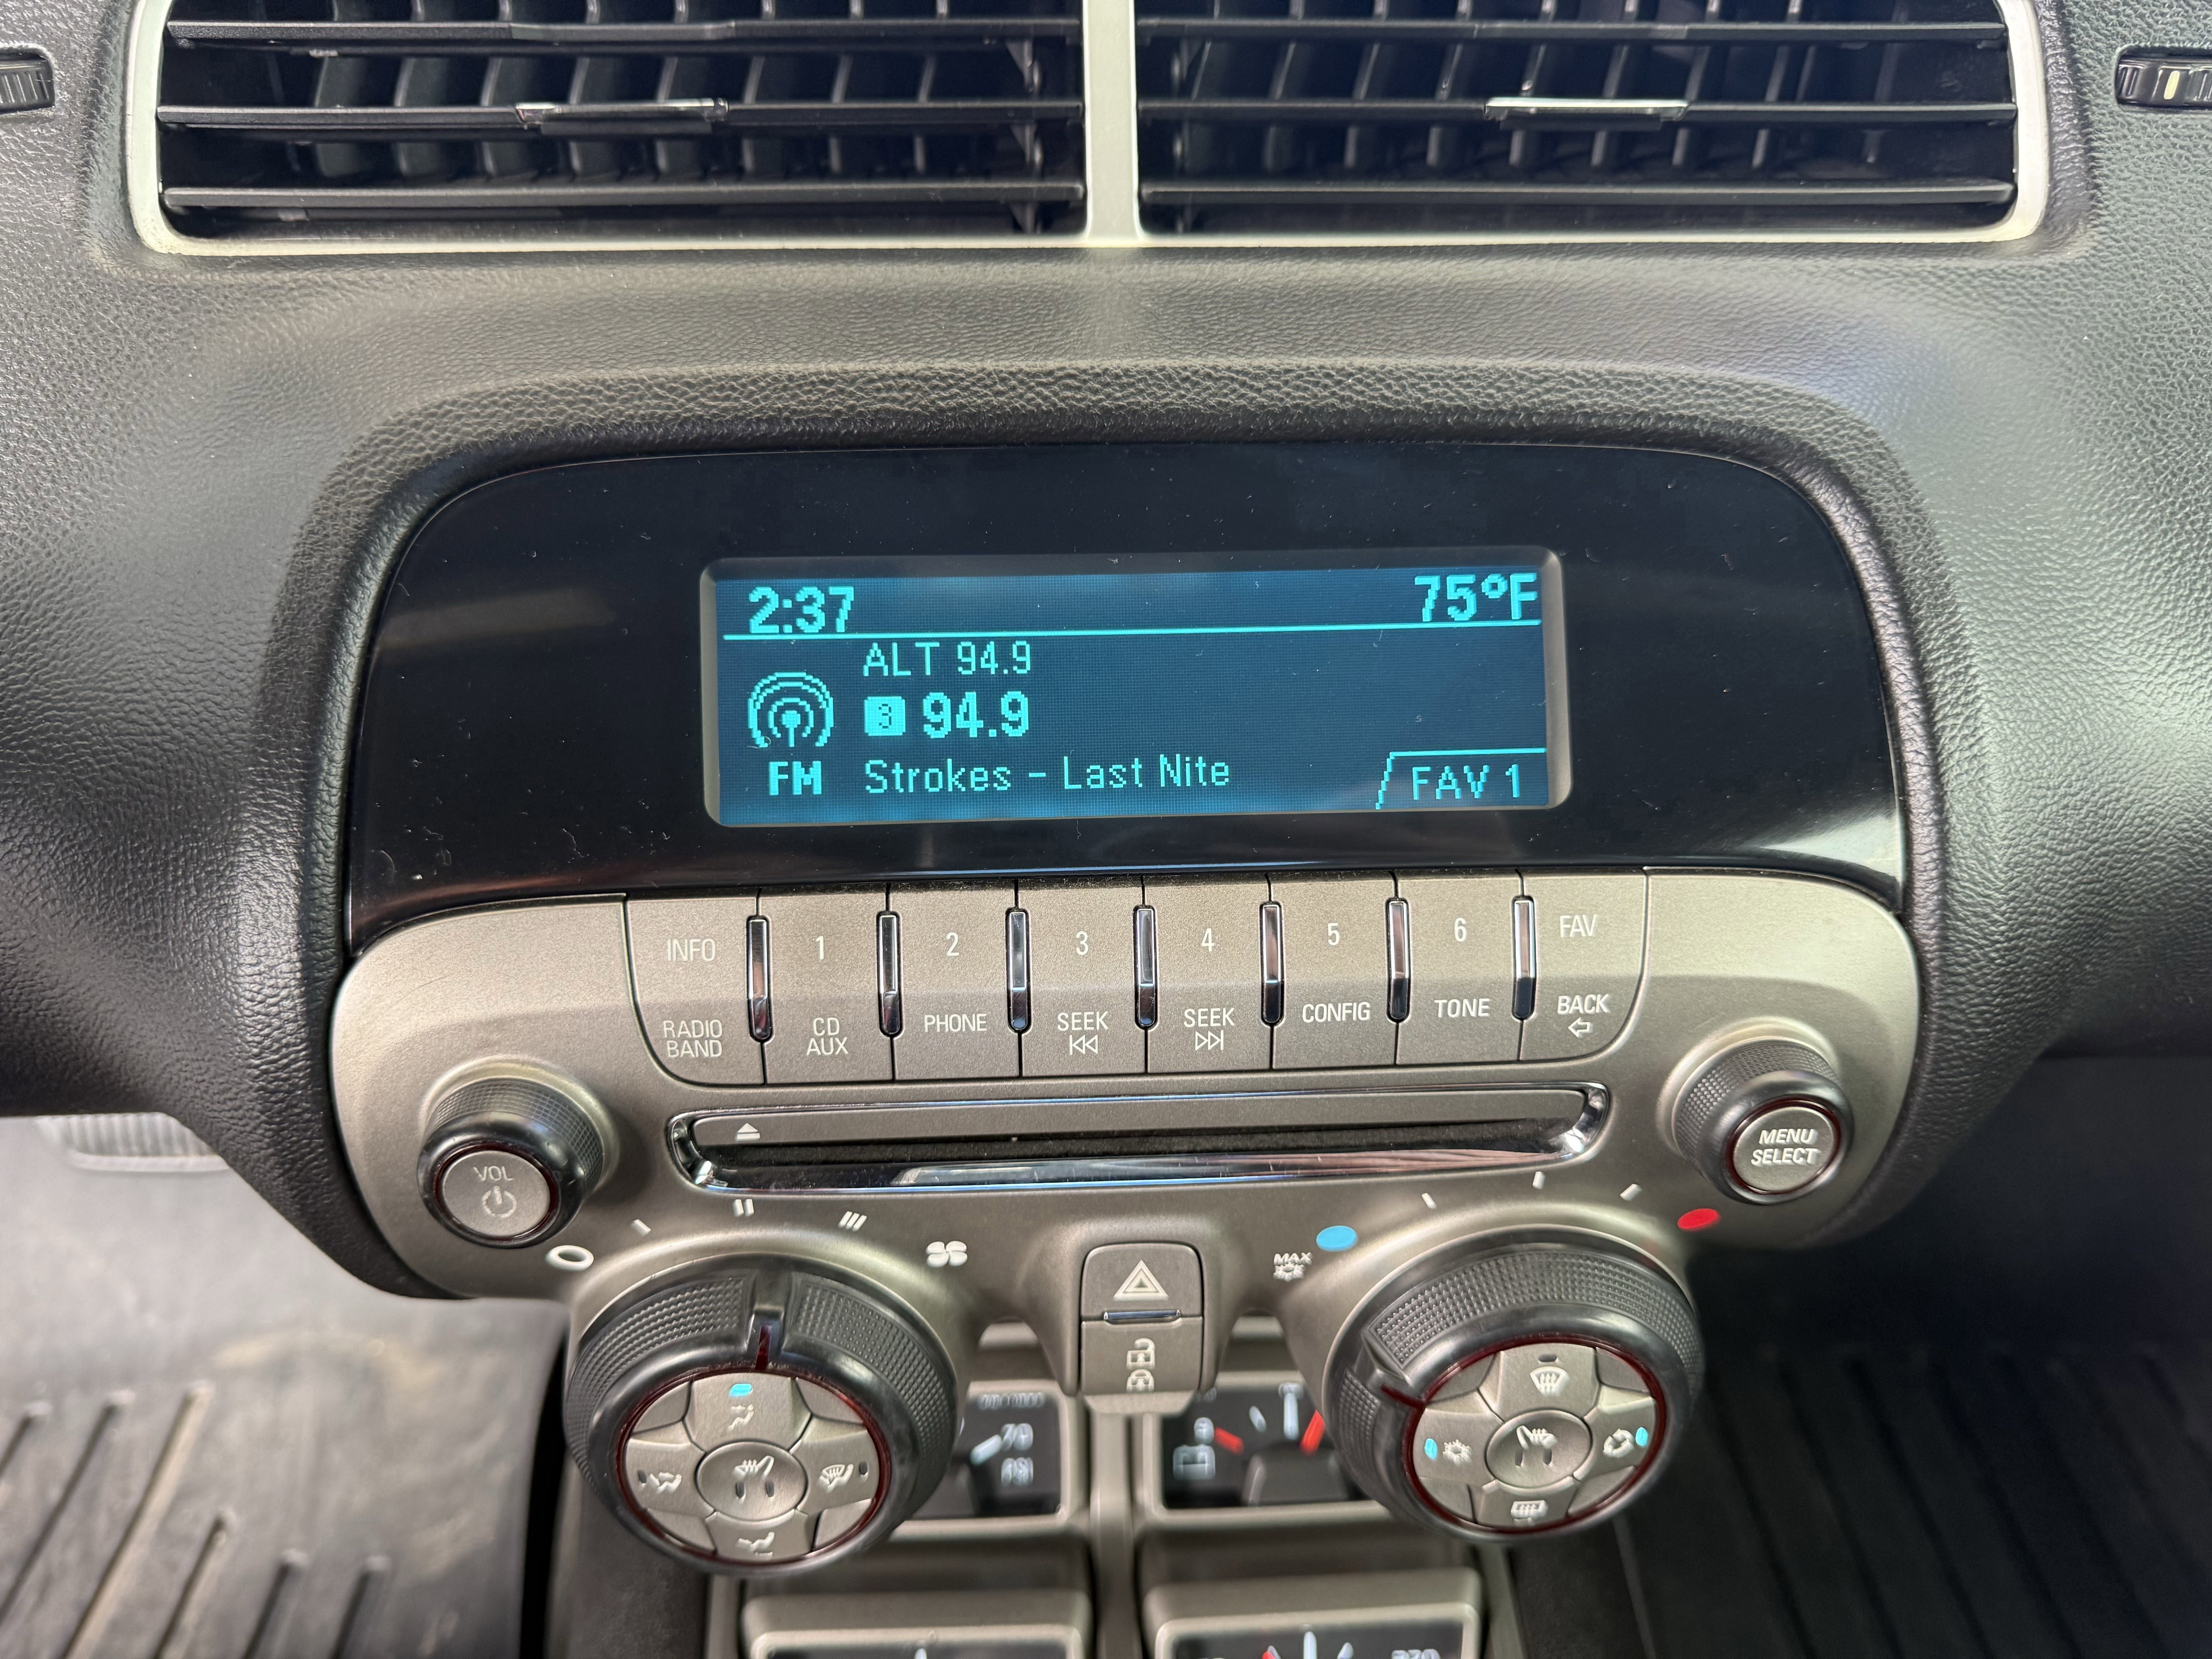 2:37 75°F
ALT 94.9
3 94.9
FM Strokes - Last Nite FAV 1
INFO 1 2 3 4 5 6 FAV
RADIO BAND CD AUX PHONE SEEK SEEK CONFIG TONE BACK
VOL
MENU
SELECT
MAX